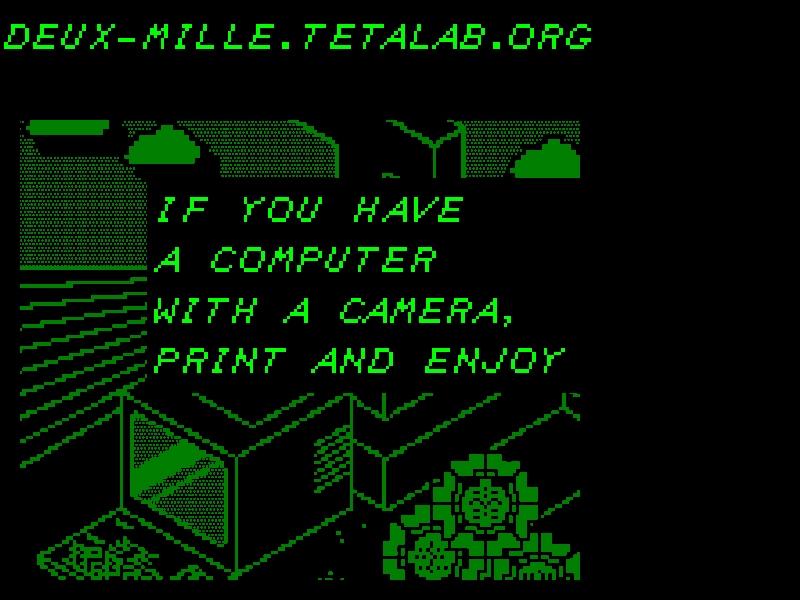 DEUX-MILLE.TETALAB.ORG
IF YOU HAVE
A COMPUTER
WITH A CAMERA,
PRINT AND ENJOY